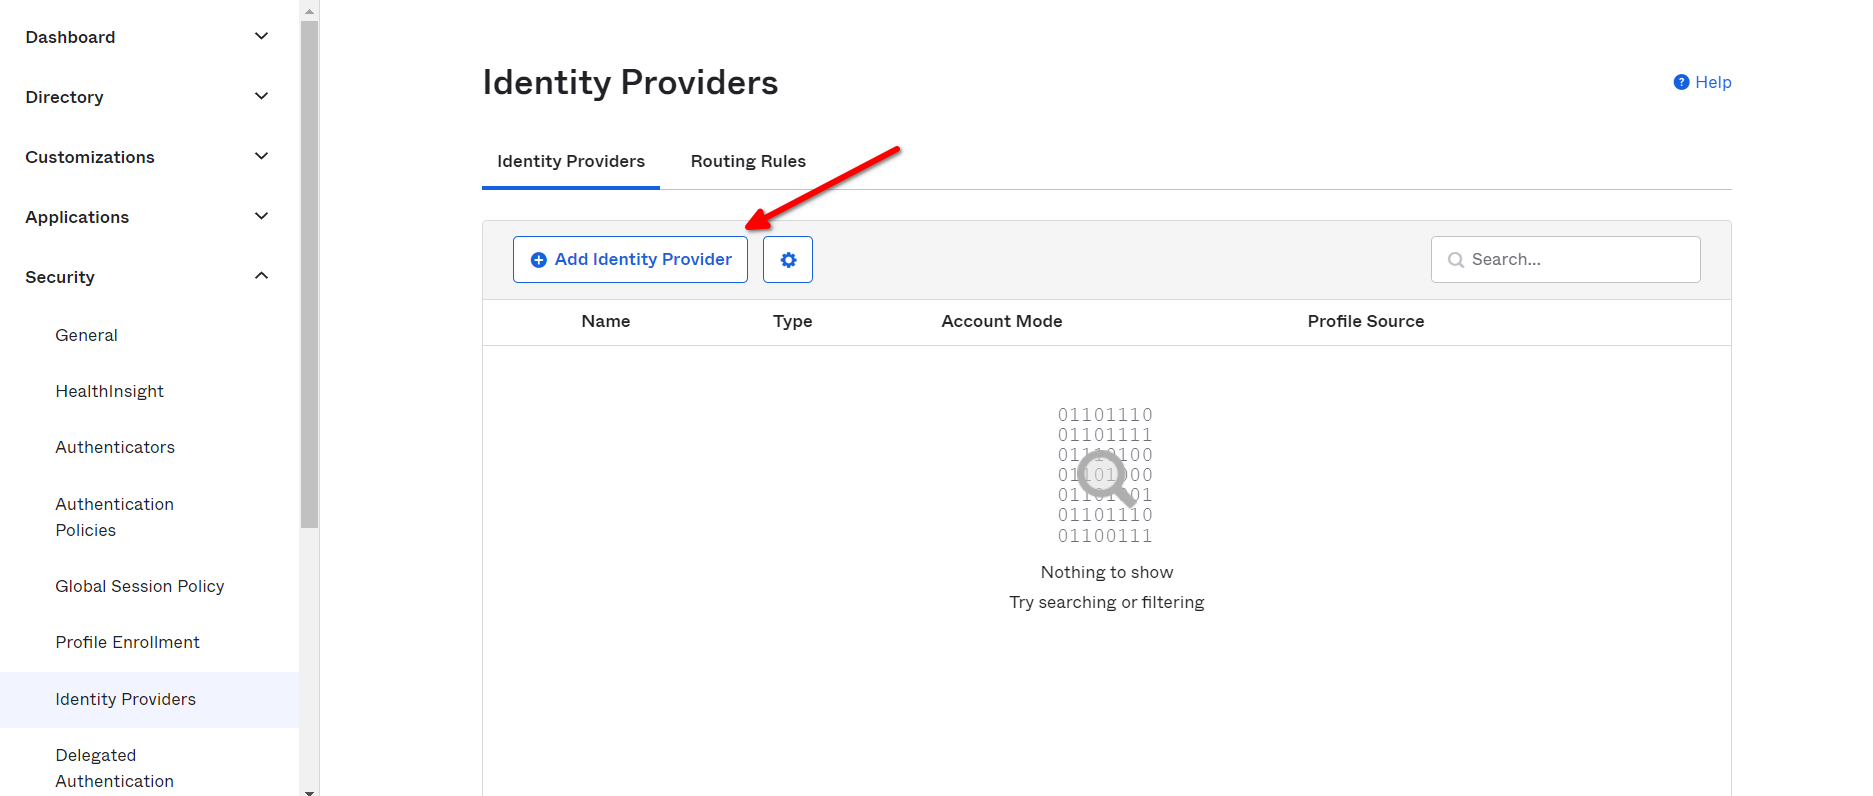 Dashboard
Directory
Customizations
Applications
Security
General
HealthInsight
Authenticators
Authentication
Policies
Global Session Policy
Profile Enrollment
Identity Providers
Delegated
Authentication
Identity Providers
? Help
Identity Providers Routing Rules
Add Identity Provider
Search...
Name Type Account Mode Profile Source
01101110
01101111
01110100
01101000
01101001
01101110
01100111
Nothing to show
Try searching or filtering